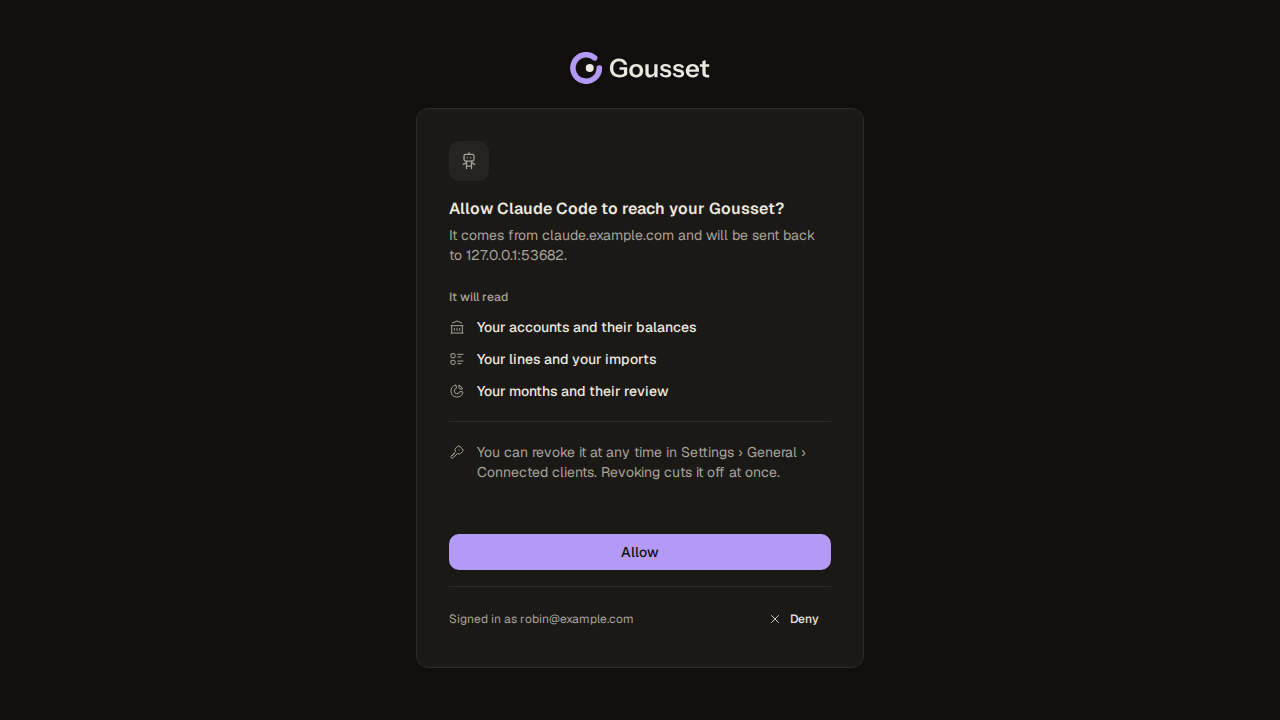 Gousset
Allow Claude Code to reach your Gousset?
It comes from claude.example.com and will be sent back
to 127.0.0.1:53682.
It will read
Your accounts and their balances
Your lines and your imports
Your months and their review
You can revoke it at any time in Settings › General ›
Connected clients. Revoking cuts it off at once.
Allow
Signed in as robin@example.com
Deny